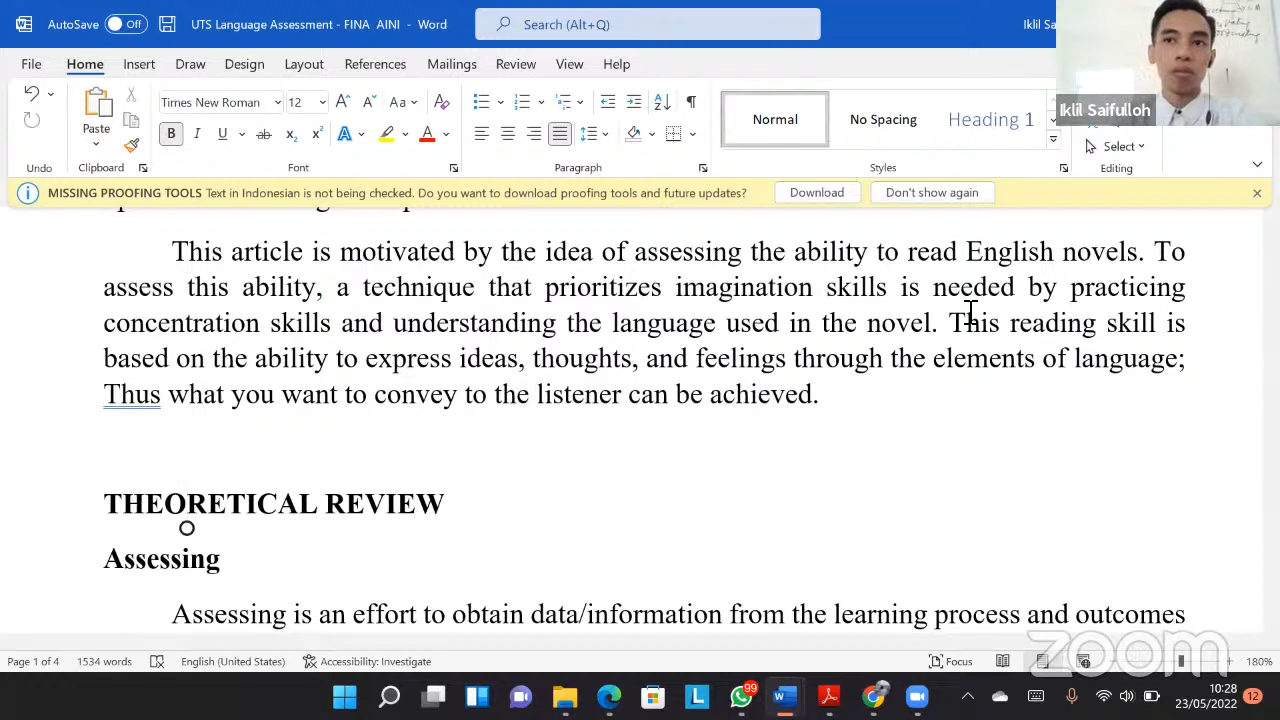 AutoSave Off UTS Language Assessment - FINA AINI - Word Search (Alt+Q) Iklil Sa
File Home Insert Draw Design Layout References Mailings Review View Help
Iklil Saifulloh
Times New Roman 12 Aa
Normal No Spacing Heading 1
Paste
B I U ab x2 x2 A A Select
Undo Clipboard Font Paragraph Styles Editing
MISSING PROOFING TOOLS Text in Indonesian is not being checked. Do you want to download proofing tools and future updates? Download Don't show again
This article is motivated by the idea of assessing the ability to read English novels. To
assess this ability, a technique that prioritizes imagination skills is needed by practicing
concentration skills and understanding the language used in the novel. This reading skill is
based on the ability to express ideas, thoughts, and feelings through the elements of language;
Thus what you want to convey to the listener can be achieved.
THEORETICAL REVIEW
Assessing
Assessing is an effort to obtain data/information from the learning process and outcomes
zoom
Page 1 of 4 1534 words English (United States) Accessibility: Investigate Focus 180%
99
L
10:28
23/05/2022 12